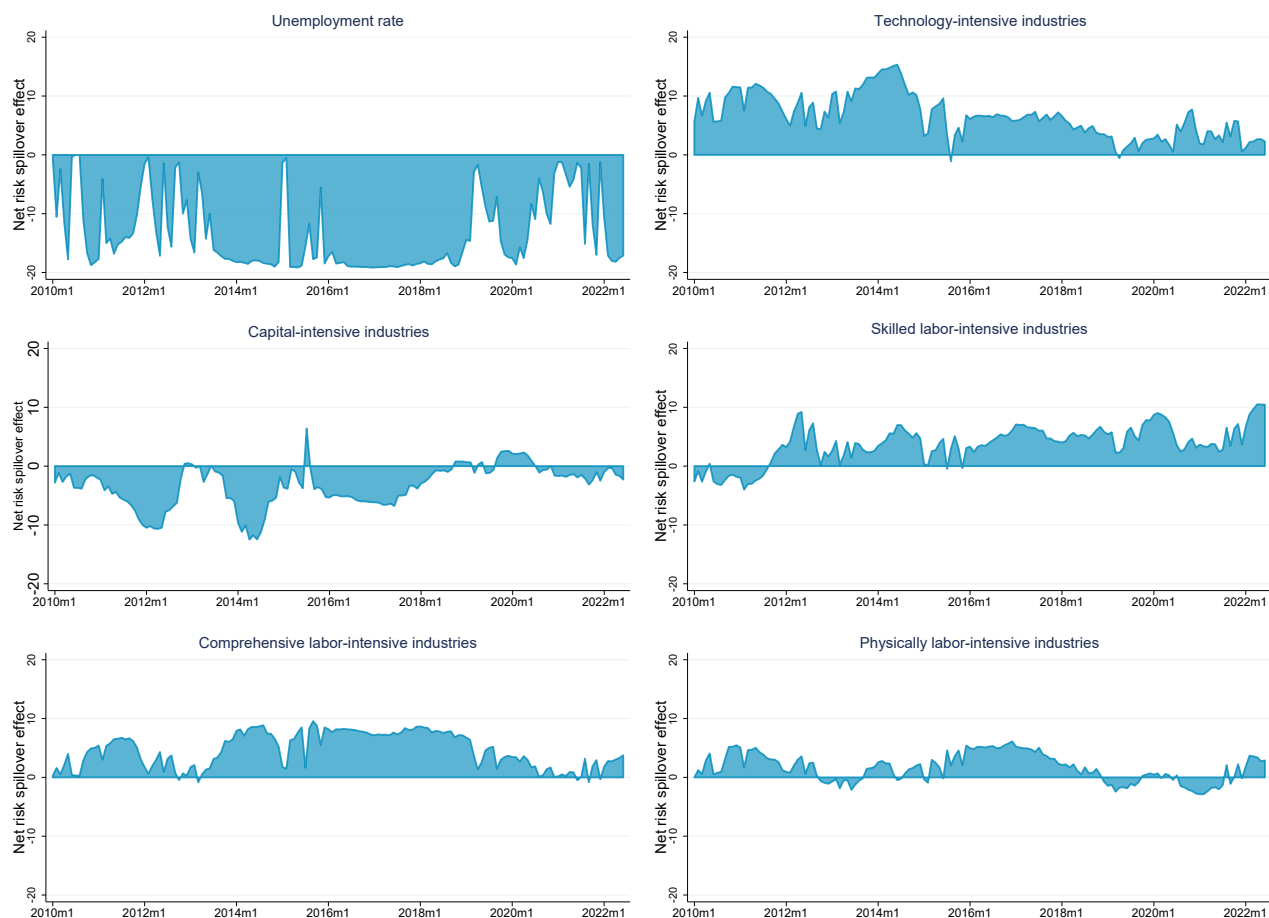 Unemployment rate
Net risk spillover effect
20
10
0
-10
-20
2010m1 2012m1 2014m1 2016m1 2018m1 2020m1 2022m1
Technology-intensive industries
Net risk spillover effect
20
10
0
-10
-20
2010m1 2012m1 2014m1 2016m1 2018m1 2020m1 2022m1
Capital-intensive industries
Net risk spillover effect
20
10
0
-10
-20
2010m1 2012m1 2014m1 2016m1 2018m1 2020m1 2022m1
Skilled labor-intensive industries
Net risk spillover effect
20
10
0
-10
-20
2010m1 2012m1 2014m1 2016m1 2018m1 2020m1 2022m1
Comprehensive labor-intensive industries
Net risk spillover effect
20
10
0
-10
-20
2010m1 2012m1 2014m1 2016m1 2018m1 2020m1 2022m1
Physically labor-intensive industries
Net risk spillover effect
20
10
0
-10
-20
2010m1 2012m1 2014m1 2016m1 2018m1 2020m1 2022m1